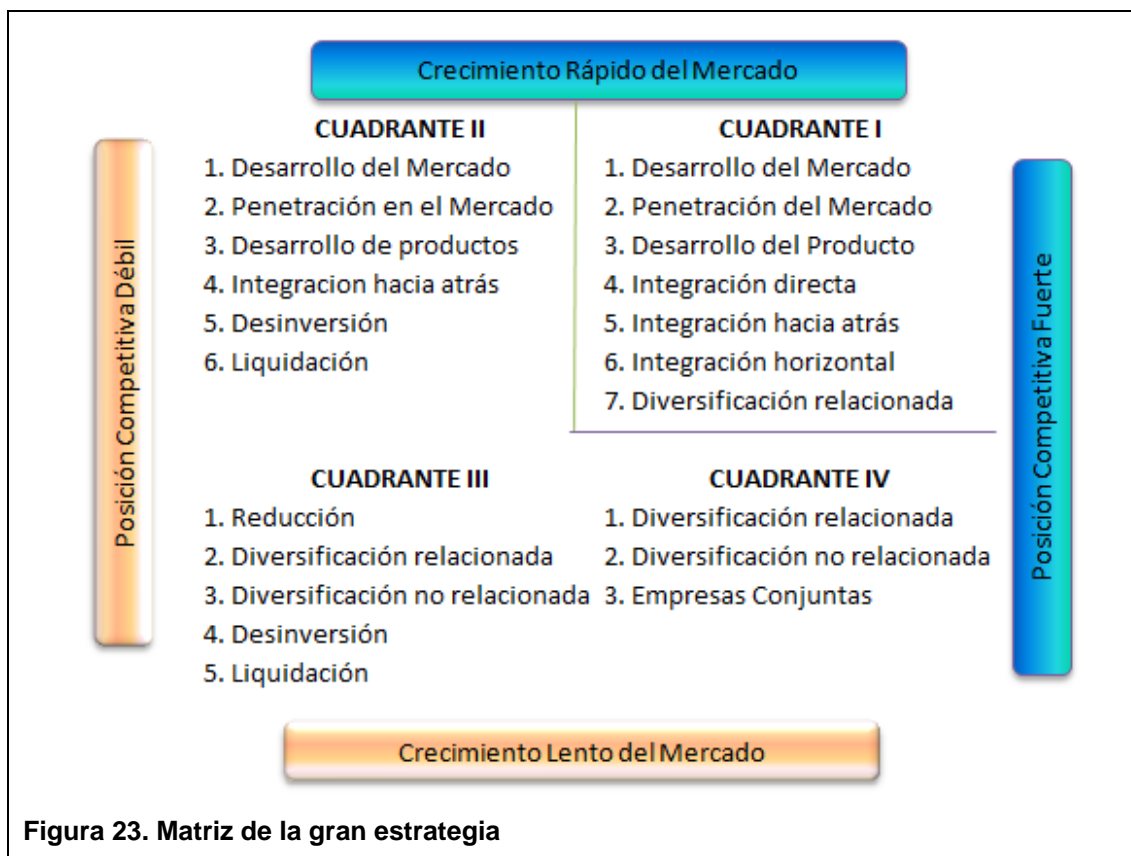 Crecimiento Rápido del Mercado
Posición Competitiva Débil
CUADRANTE II
1. Desarrollo del Mercado
2. Penetración en el Mercado
3. Desarrollo de productos
4. Integracion hacia atrás
5. Desinversión
6. Liquidación
CUADRANTE I
1. Desarrollo del Mercado
2. Penetración del Mercado
3. Desarrollo del Producto
4. Integración directa
5. Integración hacia atrás
6. Integración horizontal
7. Diversificación relacionada
Posición Competitiva Fuerte
CUADRANTE III
1. Reducción
2. Diversificación relacionada
3. Diversificación no relacionada
4. Desinversión
5. Liquidación
CUADRANTE IV
1. Diversificación relacionada
2. Diversificación no relacionada
3. Empresas Conjuntas
Crecimiento Lento del Mercado
Figura 23. Matriz de la gran estrategia